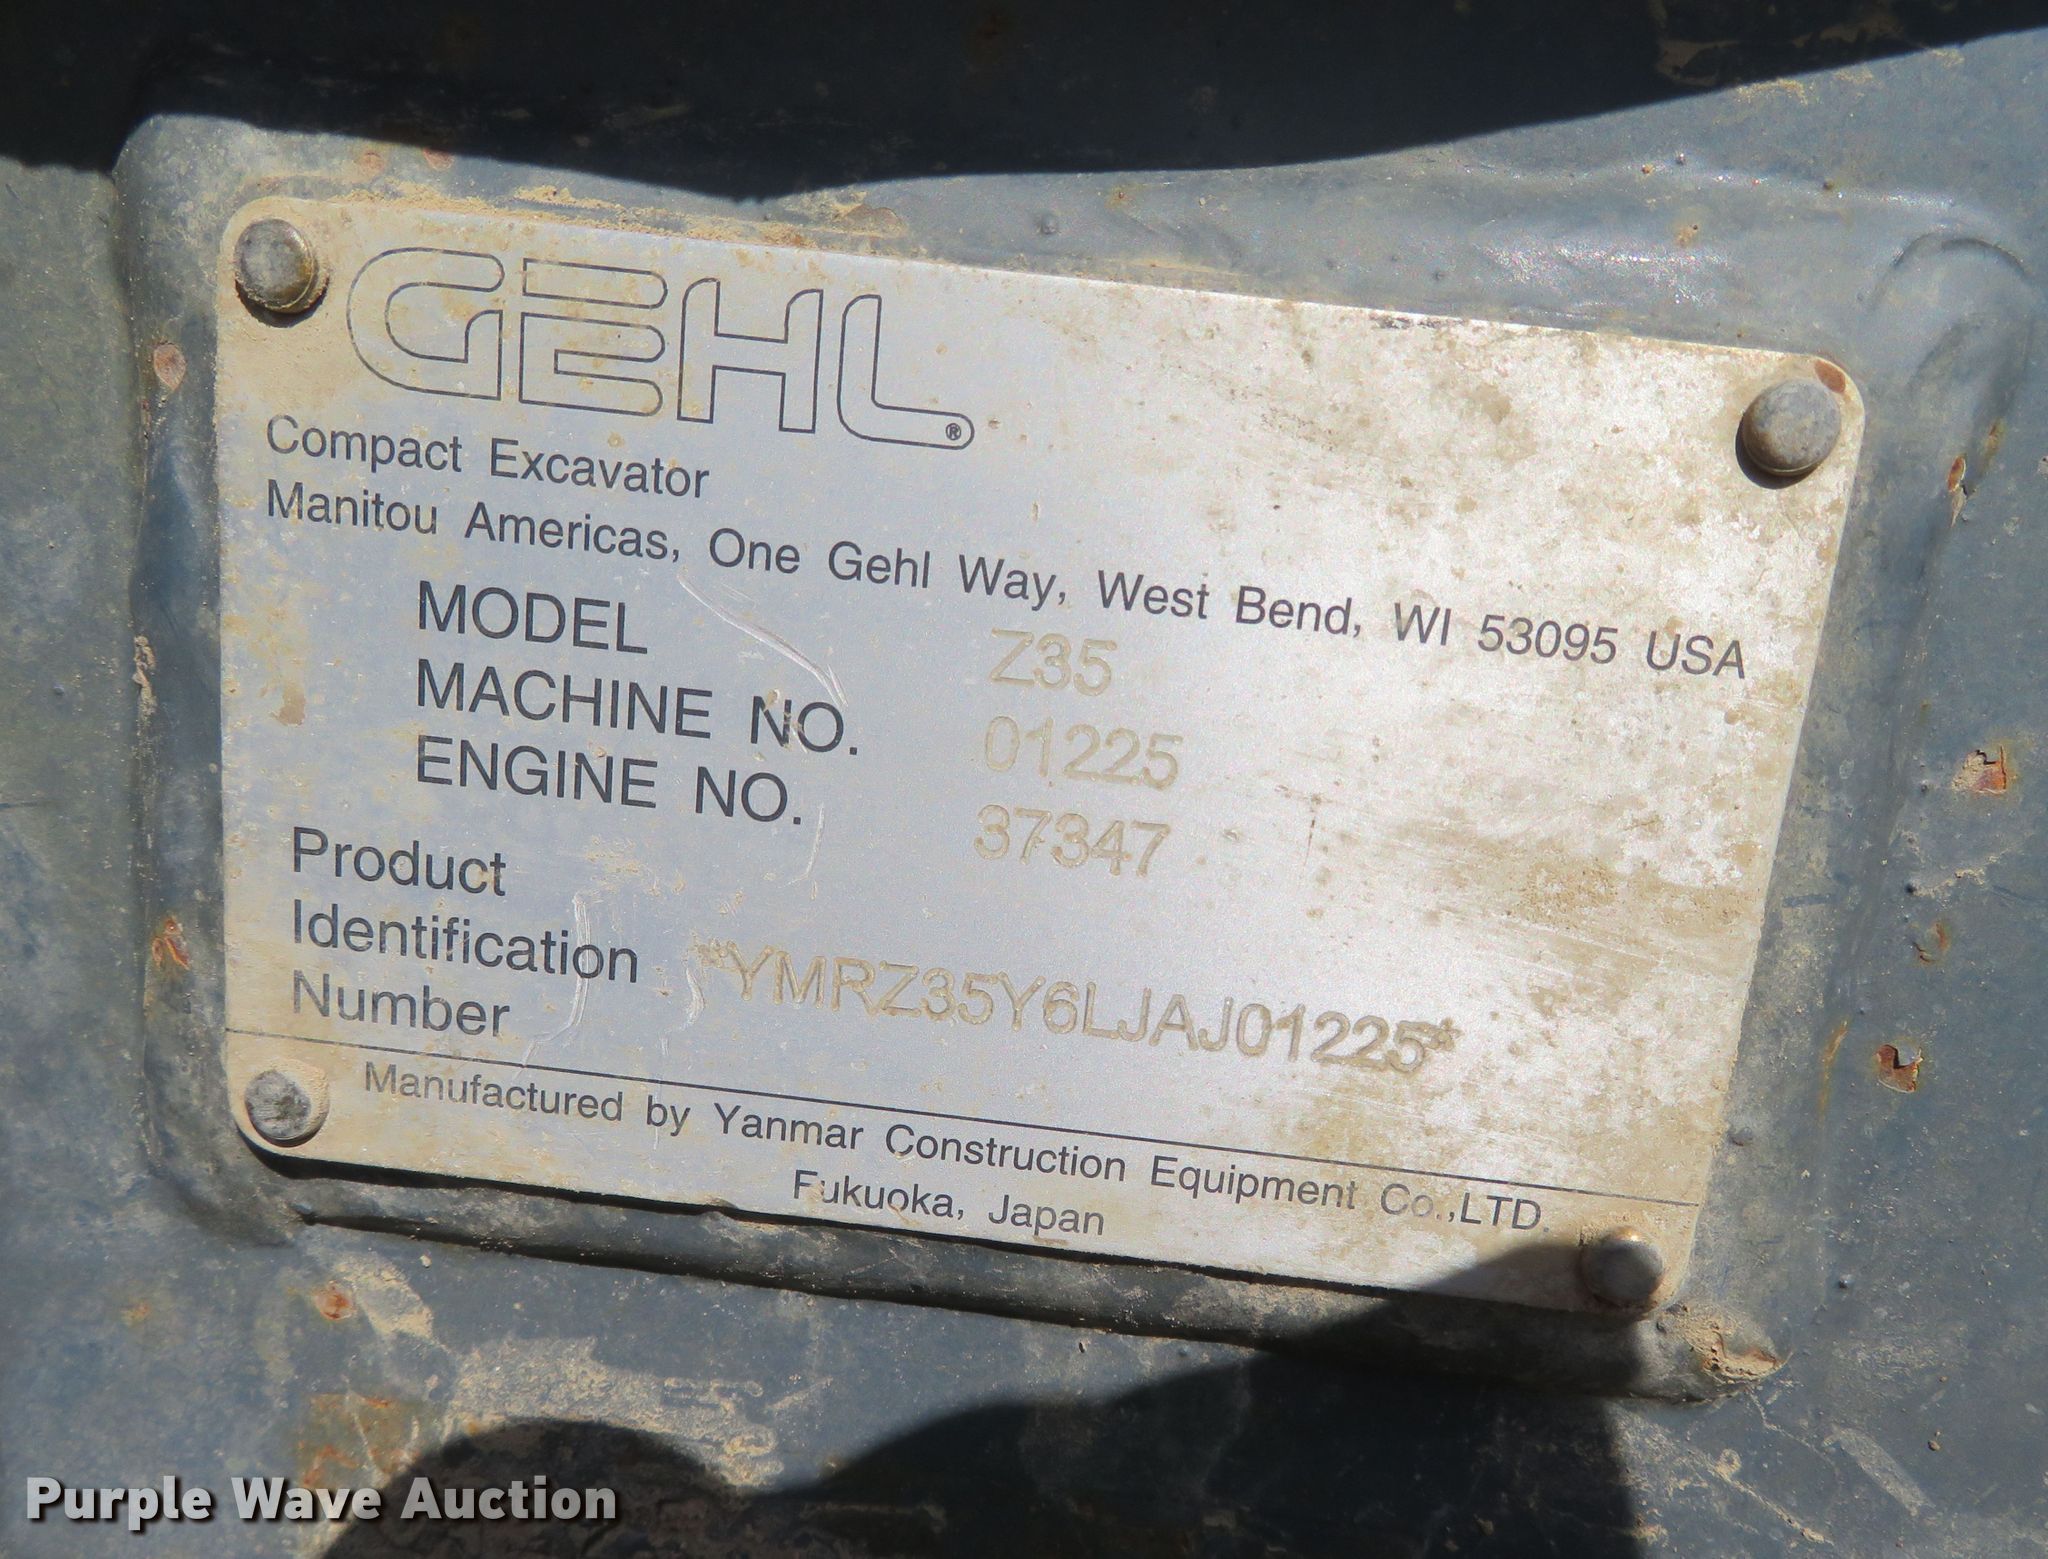 GEHL®
Compact Excavator
Manitou Americas, One Gehl Way, West Bend, WI 53095 USA
MODEL Z35
MACHINE NO. 01225
ENGINE NO. 37347
Product
Identification *YMRZ35Y6LJAJ01225*
Number
Manufactured by Yanmar Construction Equipment Co.,LTD.
Fukuoka, Japan
Purple Wave Auction